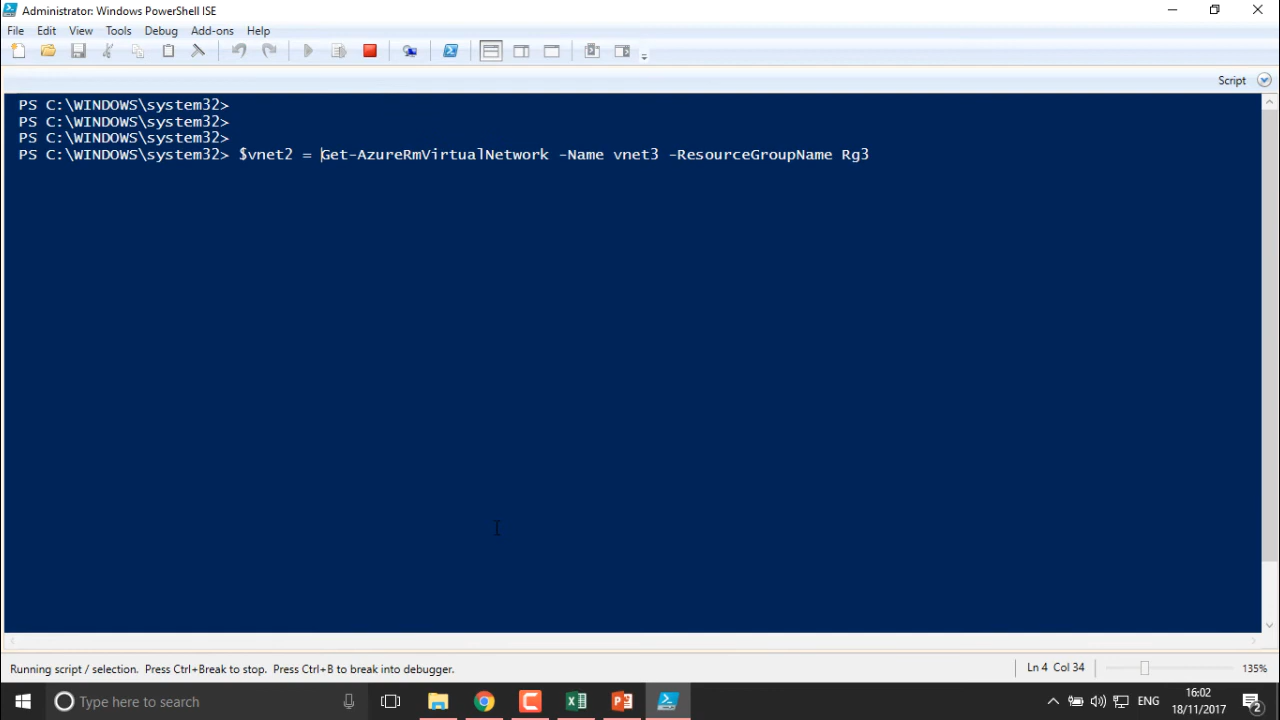 Administrator: Windows PowerShell ISE
File Edit View Tools Debug Add-ons Help
Script
PS C:\WINDOWS\system32>
PS C:\WINDOWS\system32>
PS C:\WINDOWS\system32>
PS C:\WINDOWS\system32> $vnet2 = Get-AzureRmVirtualNetwork -Name vnet3 -ResourceGroupName Rg3
Running script / selection. Press Ctrl+Break to stop. Press Ctrl+B to break into debugger.
Ln 4 Col 34
135%
Type here to search
ENG
16:02
18/11/2017
2